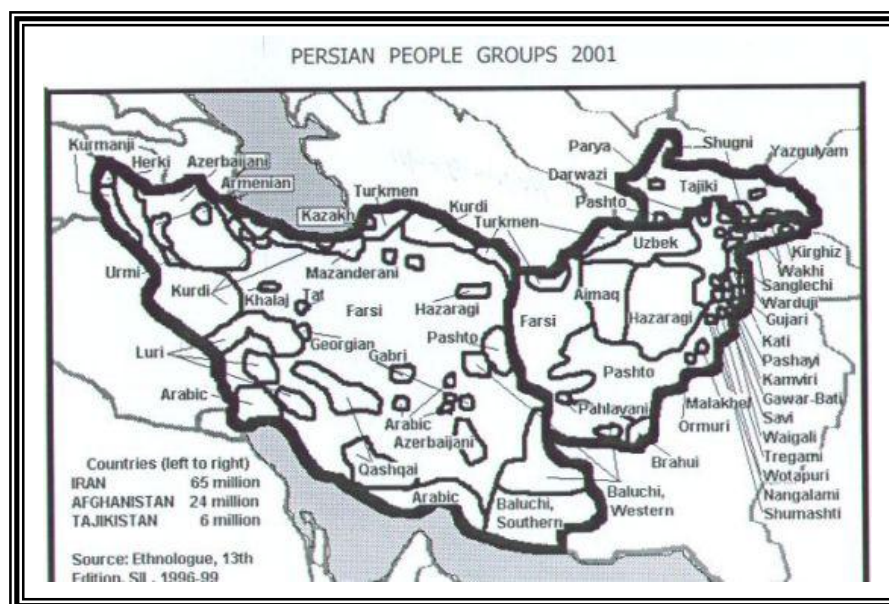 PERSIAN PEOPLE GROUPS 2001
Kurmanji
Herki
Azerbaijani
Armenian
Kazakh
Turkmen
Kurdi
Turkmen
Parya
Darwazi
Pashto
Shugni
Yazgulyam
Tajiki
Uzbek
Kirghiz
Wakhi
Sanglechi
Warduji
Gujari
Kati
Pashayi
Kamviri
Gawar-Bati
Savi
Waigali
Tregami
Wotapuri
Nangalami
Shumashti
Urmi
Kurdi
Mazanderani
Khalaj
Tat
Farsi
Hazaragi
Farsi
Aimaq
Hazaragi
Luri
Georgian
Gabri
Pashto
Pashto
Arabic
Arabic
Azerbaijani
Pahlavani
Malakhel
Ormuri
Qashqai
Arabic
Baluchi,
Southern
Baluchi,
Western
Brahui
Countries (left to right)
IRAN 65 million
AFGHANISTAN 24 million
TAJIKISTAN 6 million
Source: Ethnologue, 13th
Edition, SIL, 1996-99